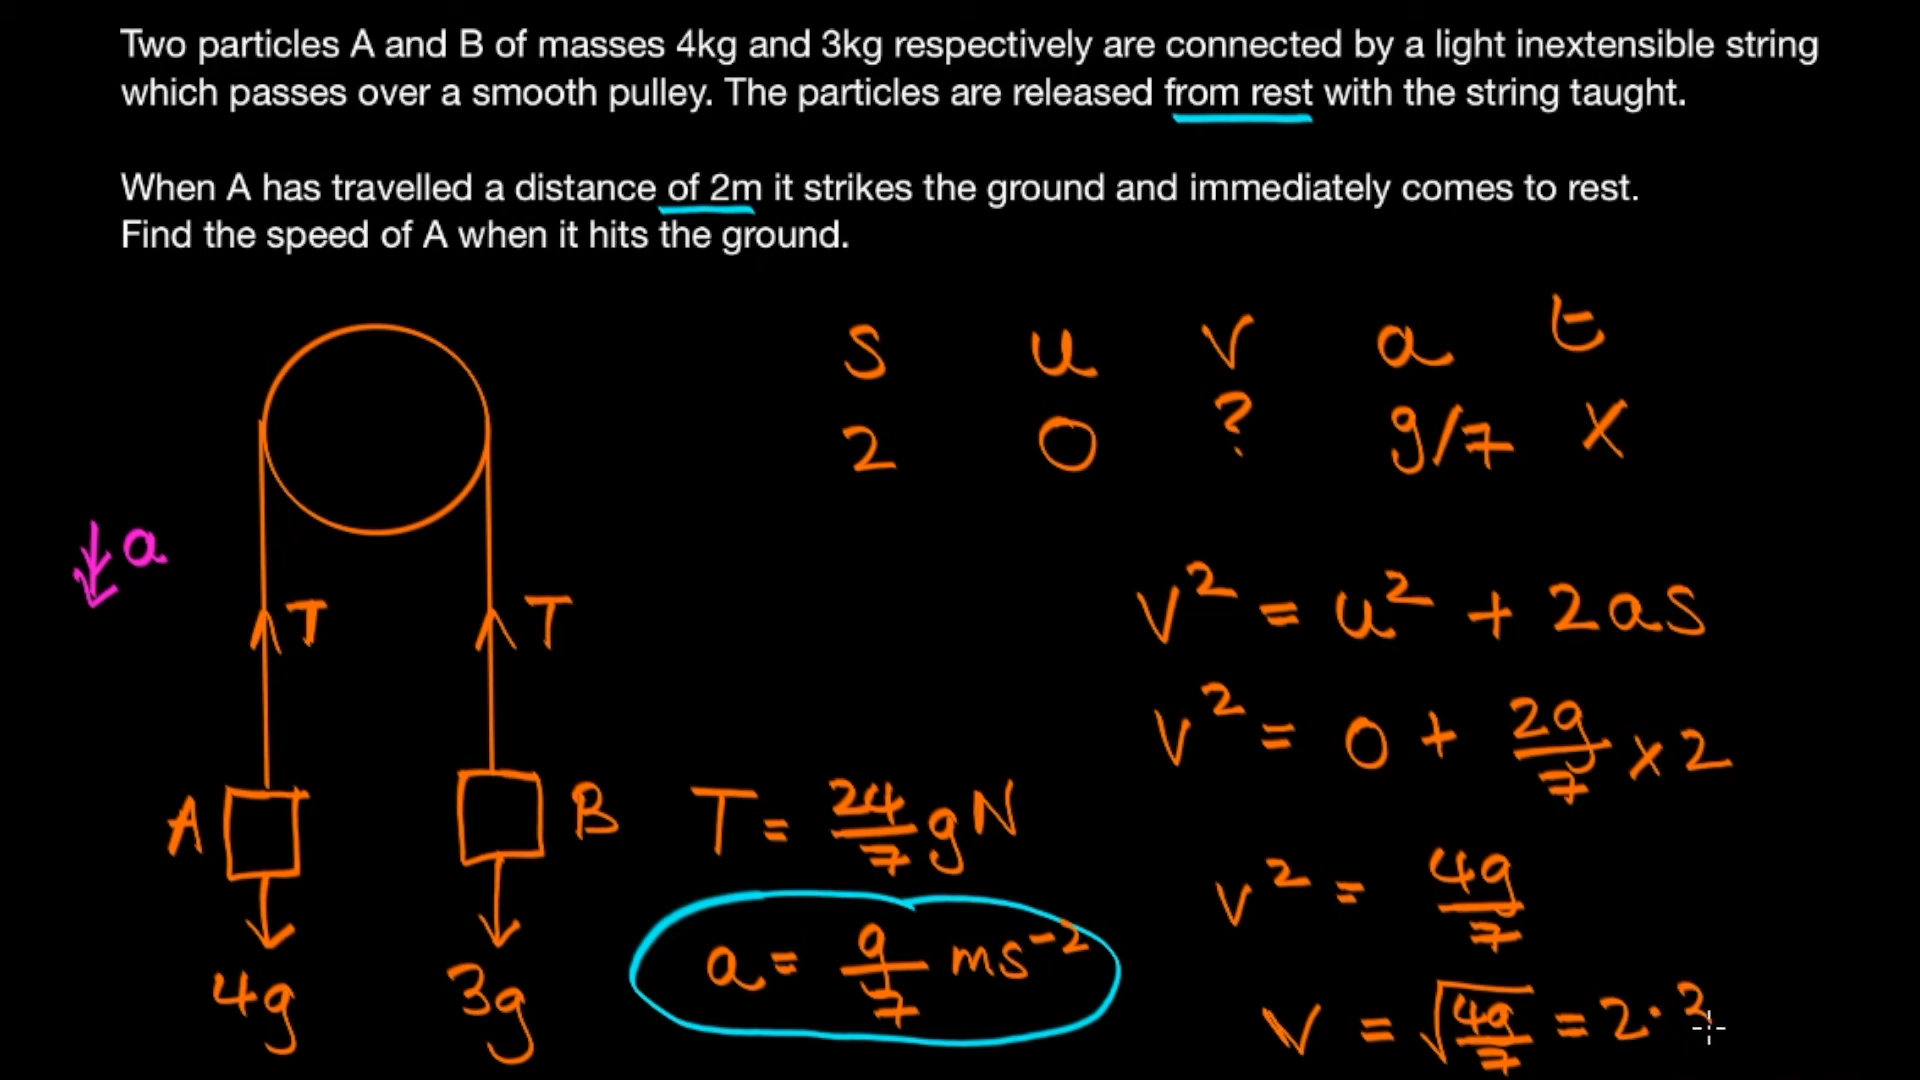 Two particles A and B of masses 4kg and 3kg respectively are connected by a light inextensible string
which passes over a smooth pulley. The particles are released from rest with the string taught.
When A has travelled a distance of 2m it strikes the ground and immediately comes to rest.
Find the speed of A when it hits the ground.
s u v a t
2 0 ? g/7 x
a
T T
v² = u² + 2as
v² = 0 + 2g/7 × 2
A B
T = 24/7 gN
v² = 4g/7
a = g/7 ms⁻²
4g 3g
v = √4g/7 = 2.3